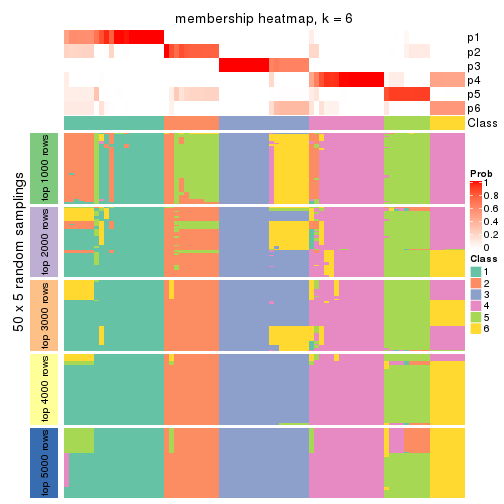 membership heatmap, k = 6
p1
p2
p3
p4
p5
p6
Class
50 x 5 random samplings
top 1000 rows
top 2000 rows
top 3000 rows
top 4000 rows
top 5000 rows
Prob
1
0.8
0.6
0.4
0.2
0
Class
1
2
3
4
5
6